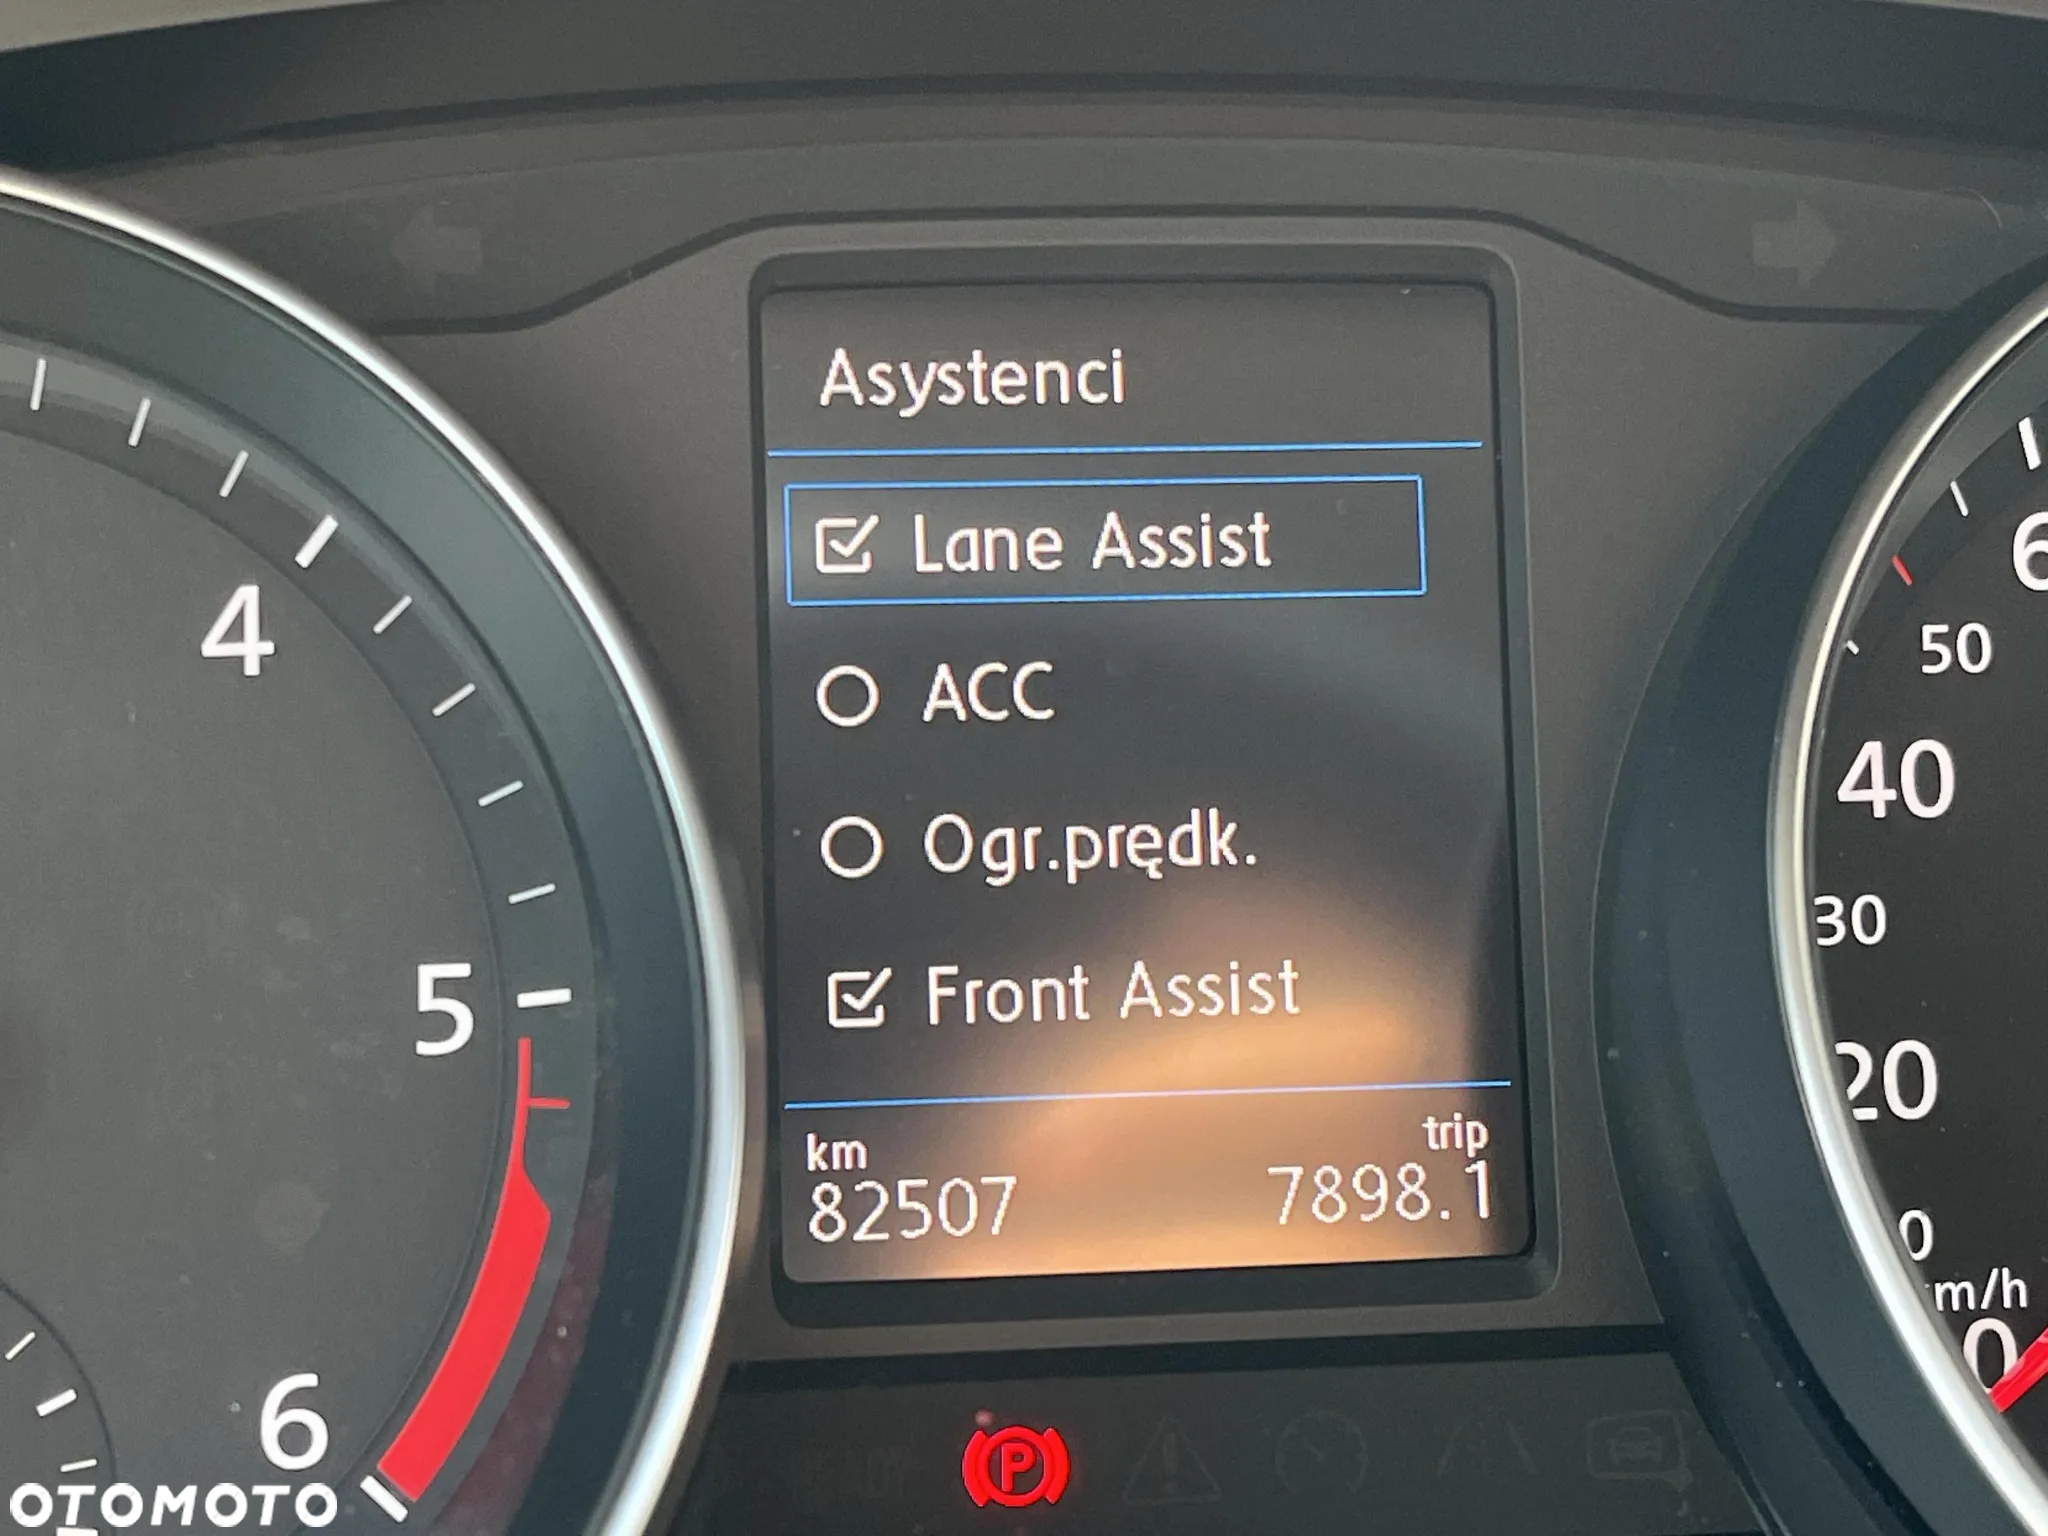 Asystenci
Lane Assist
ACC
Ogr.prędk.
Front Assist
km
82507
trip
7898.1
4
5
6
50
40
30
20
0
OTOMOTO